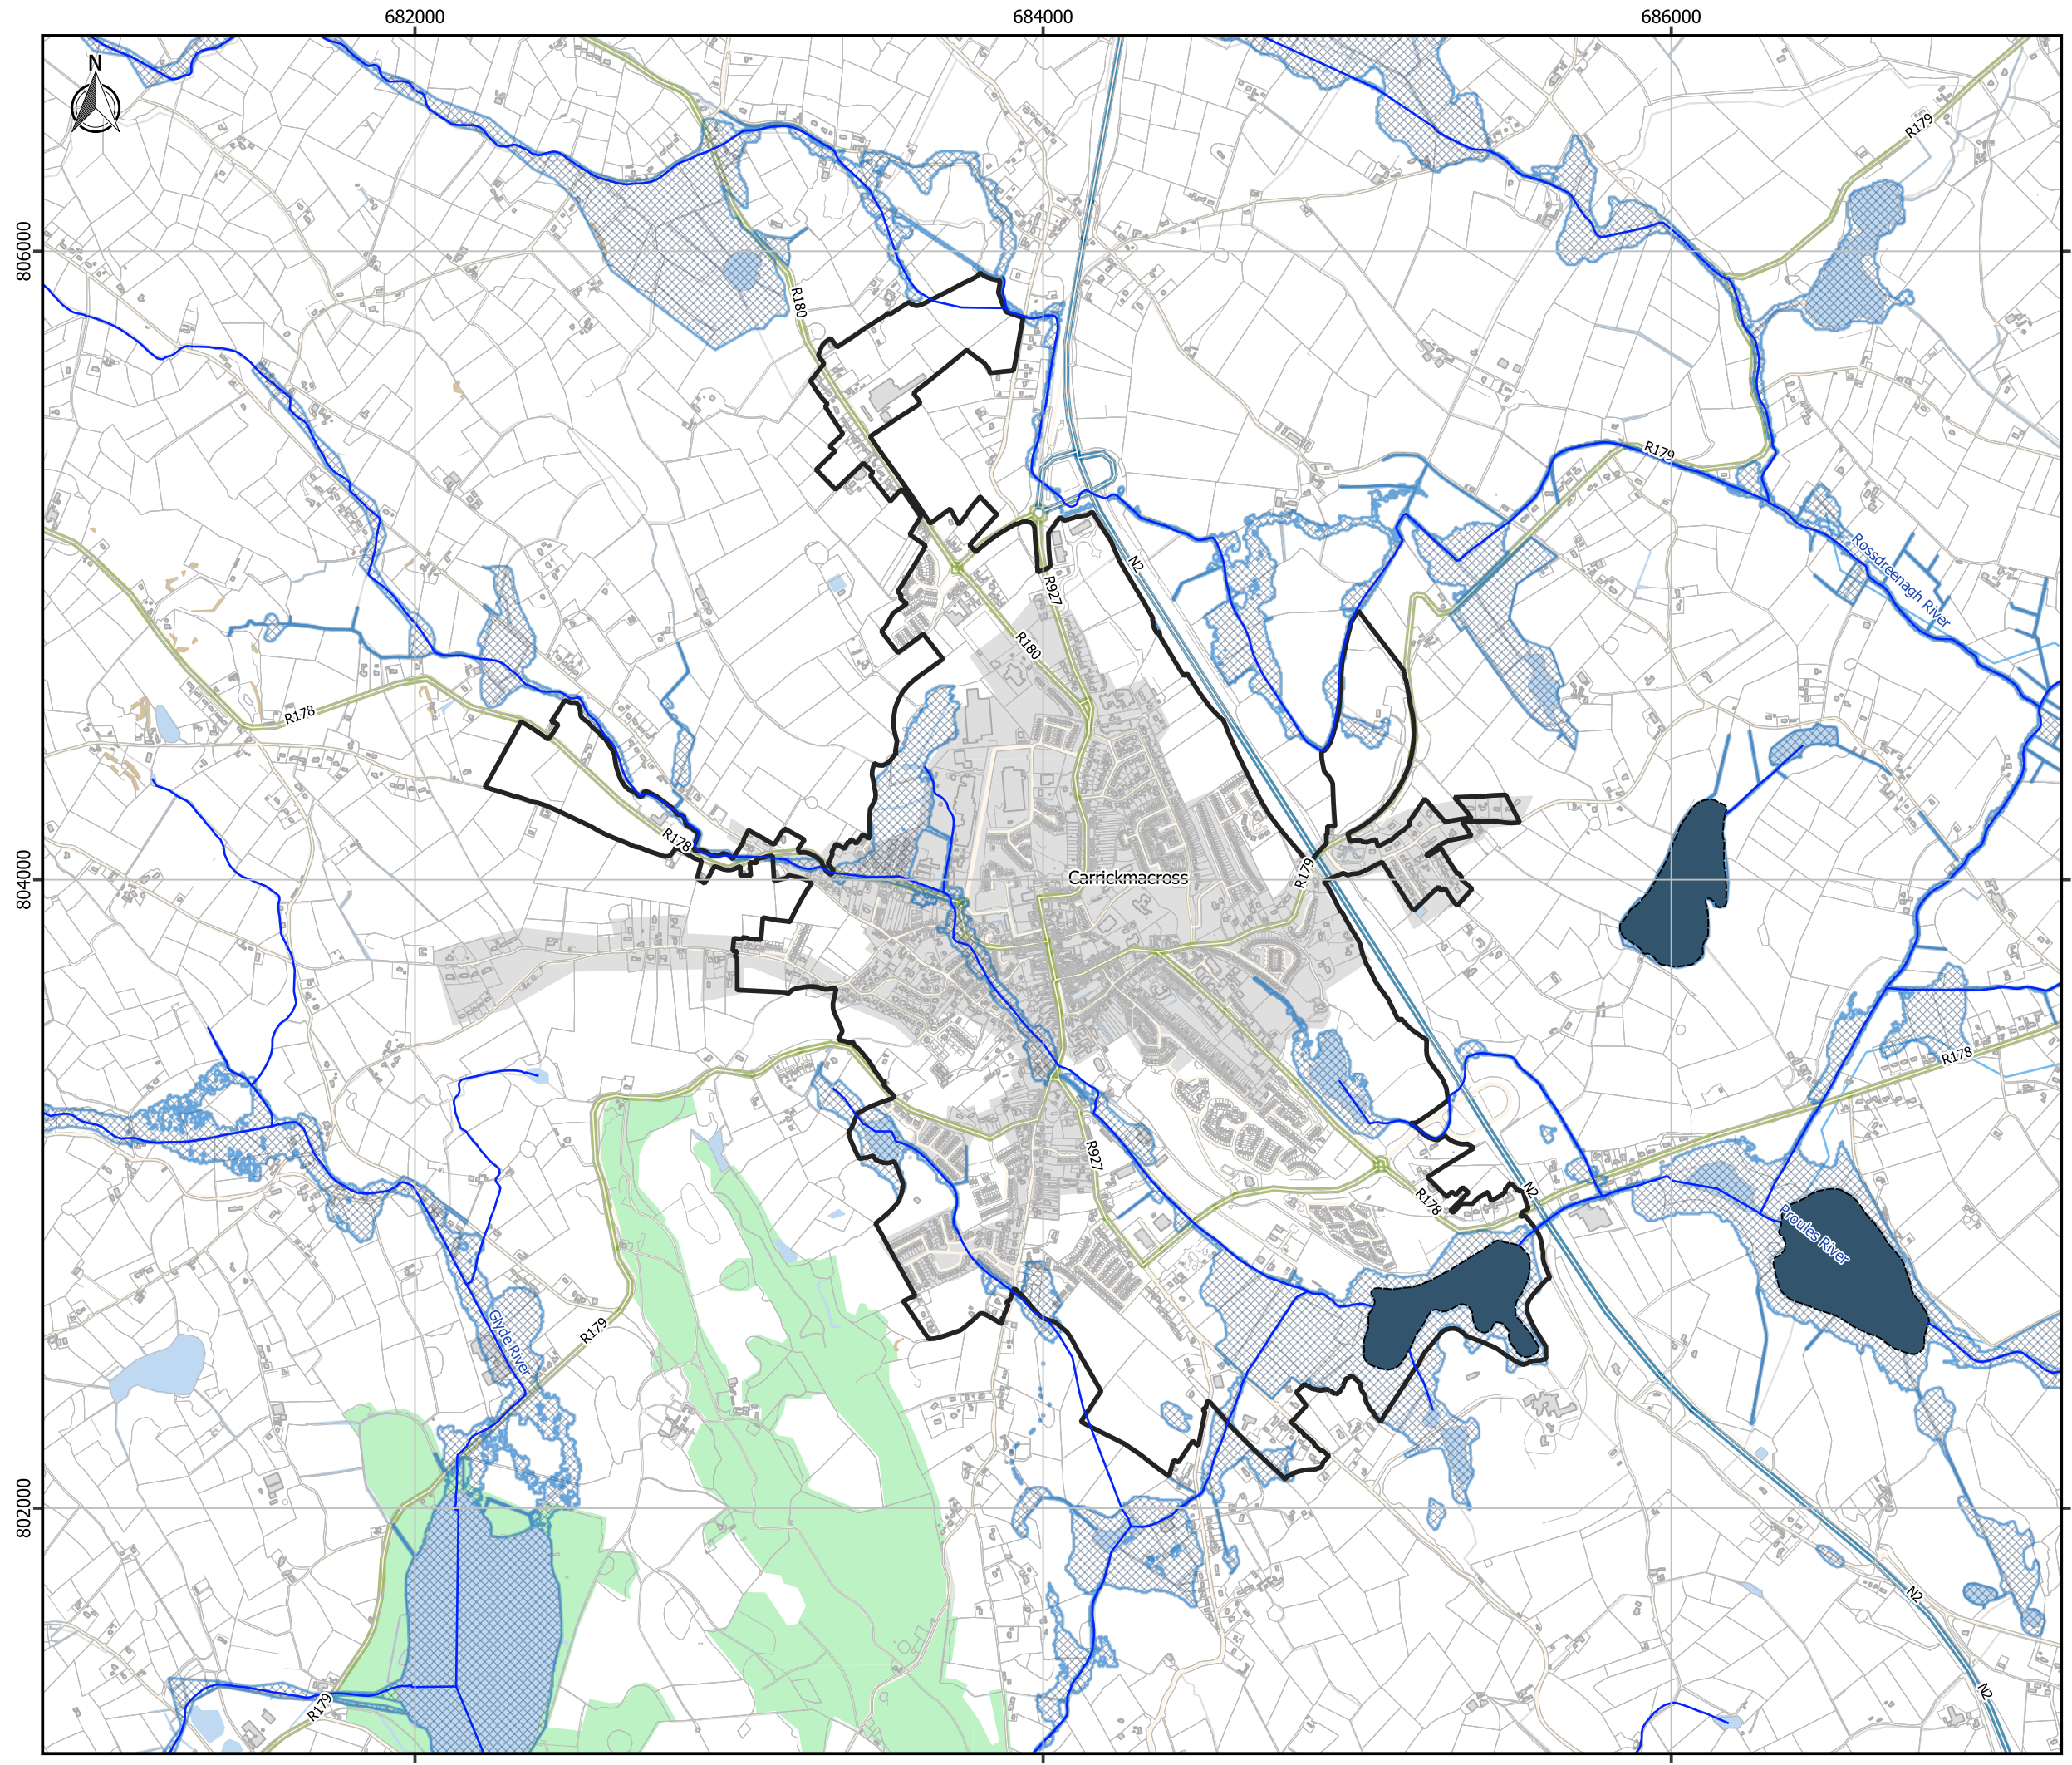 682000
684000
686000
N
R179
806000
R180
R179
N2
Rossdreenagh River
R927
R180
R178
R178
804000
Carrickmacross
R179
R178
R927
N2
R178
Proules River
Glyde River
R179
802000
N2
N2
R179